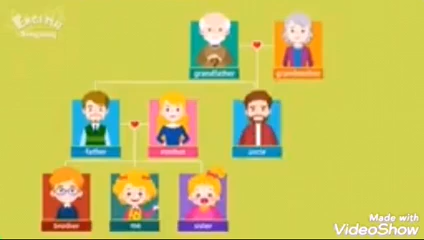 grandfather
grandmother
father
mother
uncle
brother
me
sister
Made with
VideoShow